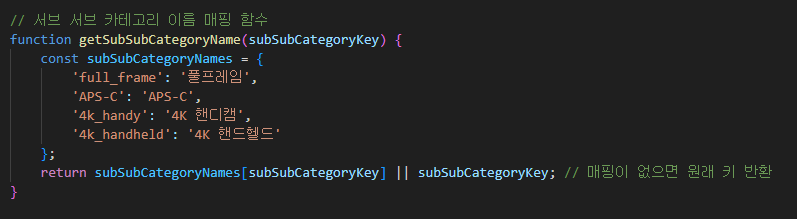 // 서브 서브 카테고리 이름 매핑 함수
function getSubSubCategoryName(subSubCategoryKey) {
    const subSubCategoryNames = {
        'full_frame': '풀프레임',
        'APS-C': 'APS-C',
        '4k_handy': '4K 핸디캠',
        '4k_handheld': '4K 핸드헬드'
    };
    return subSubCategoryNames[subSubCategoryKey] || subSubCategoryKey; // 매핑이 없으면 원래 키 반환
}